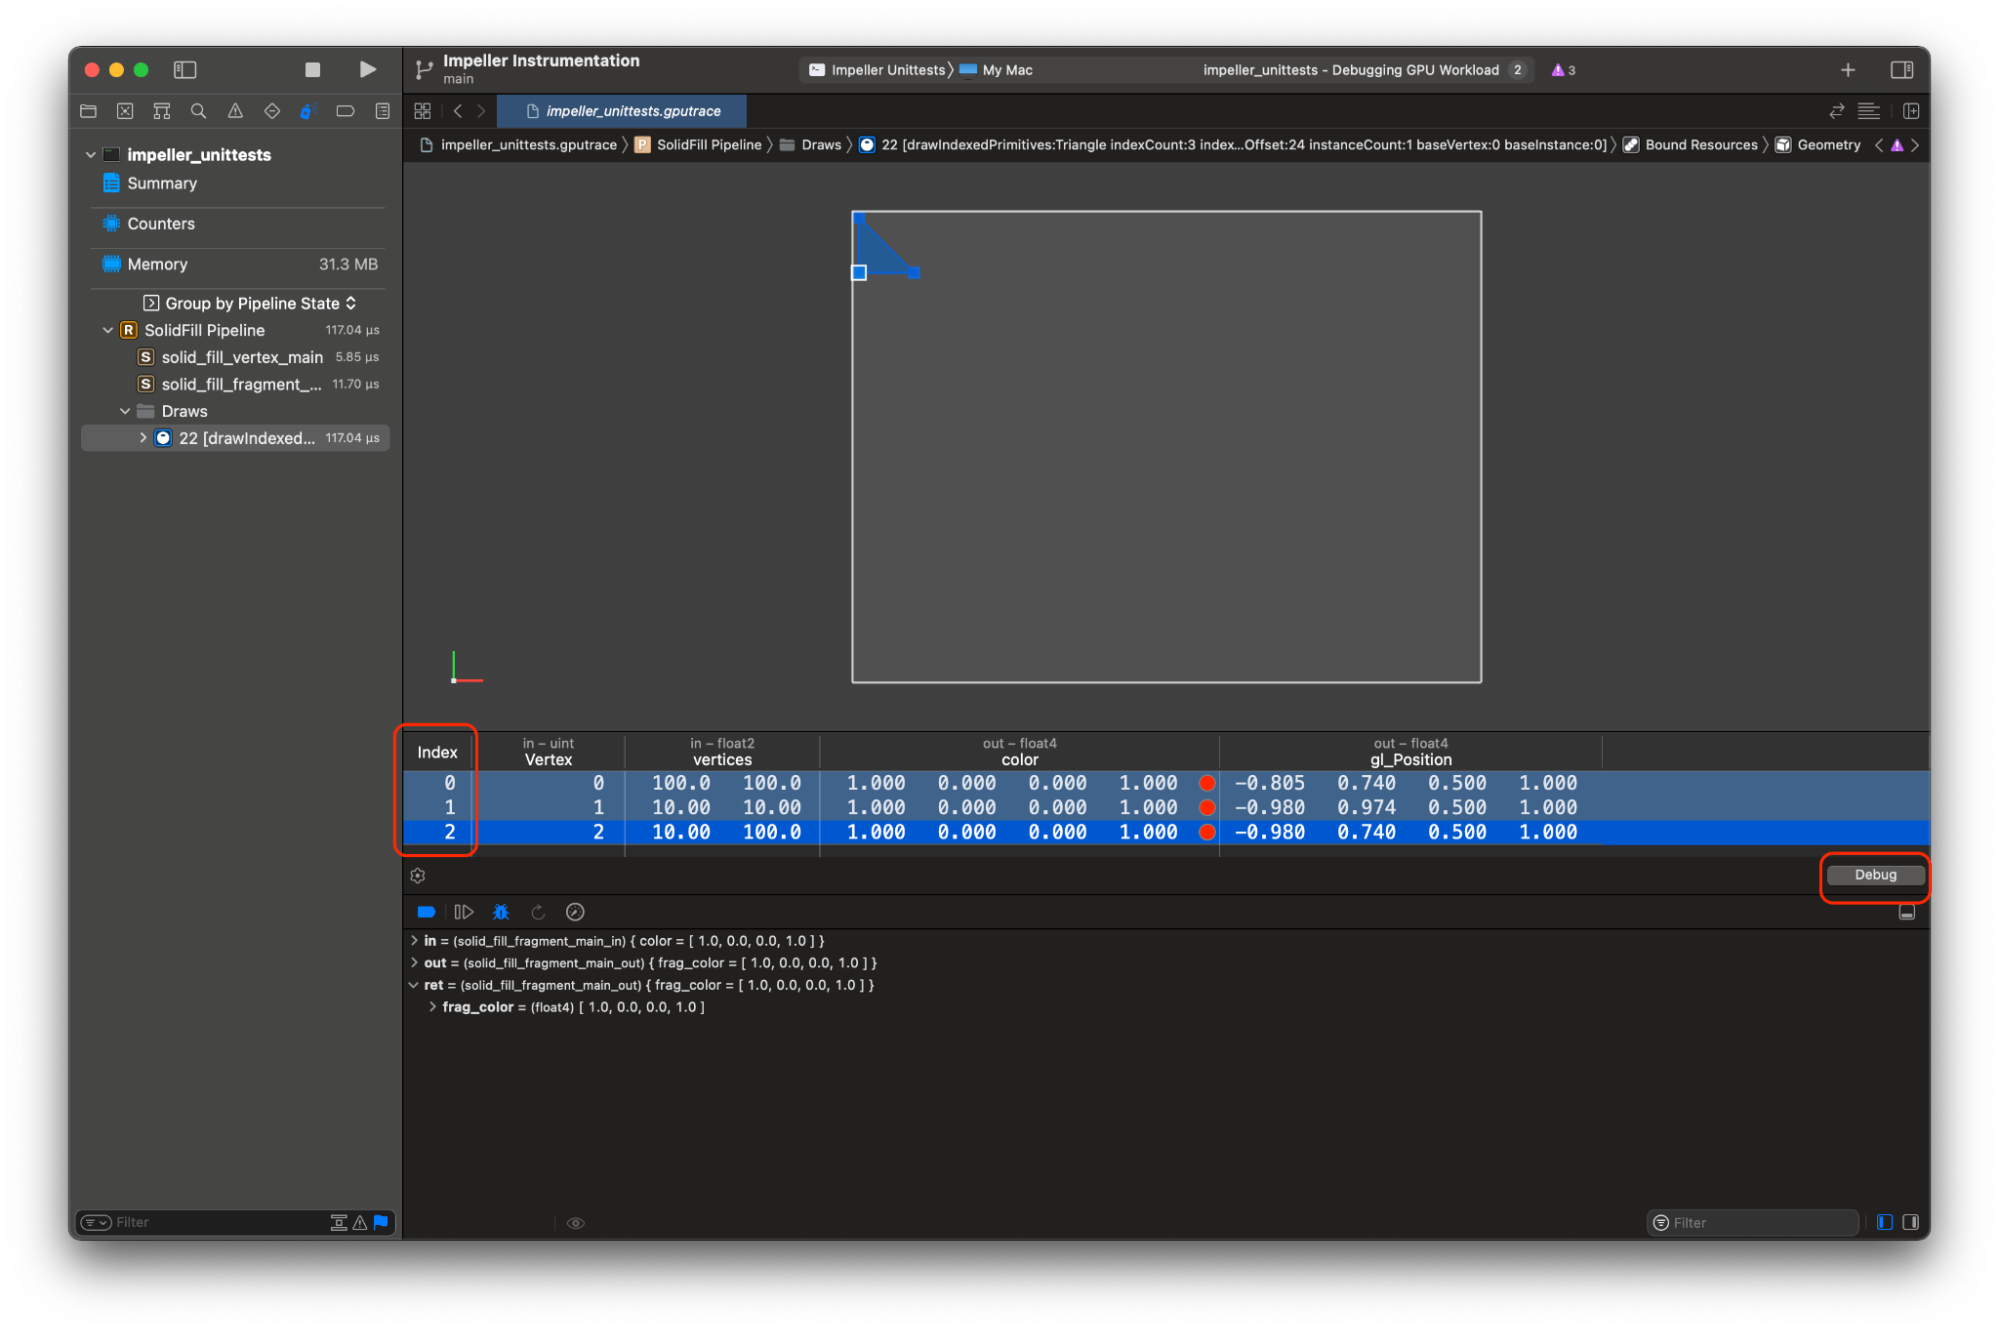 Impeller Instrumentation
main
Impeller Unittests 〉 My Mac
impeller_unittests - Debugging GPU Workload 2
3
impeller_unittests.gputrace
impeller_unittests.gputrace 〉 P SolidFill Pipeline 〉 Draws 〉 22 [drawIndexedPrimitives:Triangle indexCount:3 index...Offset:24 instanceCount:1 baseVertex:0 baseInstance:0] 〉 Bound Resources 〉 Geometry
impeller_unittests
Summary
Counters
Memory 31.3 MB
Group by Pipeline State
R SolidFill Pipeline 117.04 µs
S solid_fill_vertex_main 5.85 µs
S solid_fill_fragment_... 11.70 µs
Draws
22 [drawIndexed... 117.04 µs
Filter
in – uint in – float2 out – float4 out – float4
Index Vertex vertices color gl_Position
0 0 100.0 100.0 1.000 0.000 0.000 1.000 −0.805 0.740 0.500 1.000
1 1 10.00 10.00 1.000 0.000 0.000 1.000 −0.980 0.974 0.500 1.000
2 2 10.00 100.0 1.000 0.000 0.000 1.000 −0.980 0.740 0.500 1.000
Debug
in = (solid_fill_fragment_main_in) { color = [ 1.0, 0.0, 0.0, 1.0 ] }
out = (solid_fill_fragment_main_out) { frag_color = [ 1.0, 0.0, 0.0, 1.0 ] }
ret = (solid_fill_fragment_main_out) { frag_color = [ 1.0, 0.0, 0.0, 1.0 ] }
frag_color = (float4) [ 1.0, 0.0, 0.0, 1.0 ]
Filter